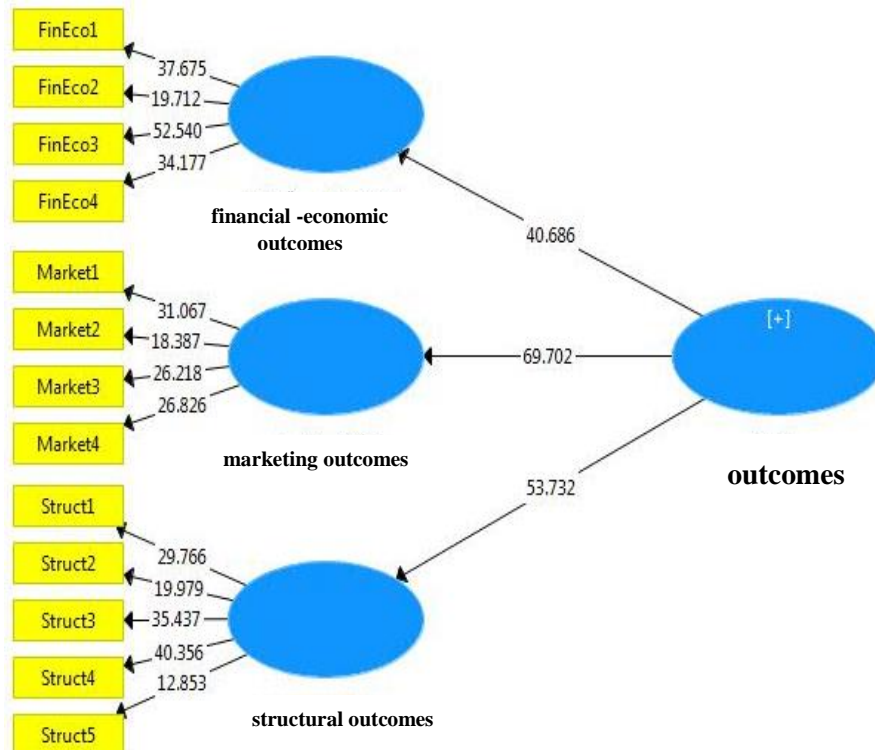 FinEco1
37.675
FinEco2
19.712
FinEco3
52.540
34.177
FinEco4
financial -economic
outcomes
40.686
Market1
31.067
Market2
18.387
Market3
26.218
26.826
Market4
marketing outcomes
69.702
[+]
outcomes
53.732
Struct1
29.766
Struct2
19.979
Struct3
35.437
40.356
Struct4
12.853
Struct5
structural outcomes